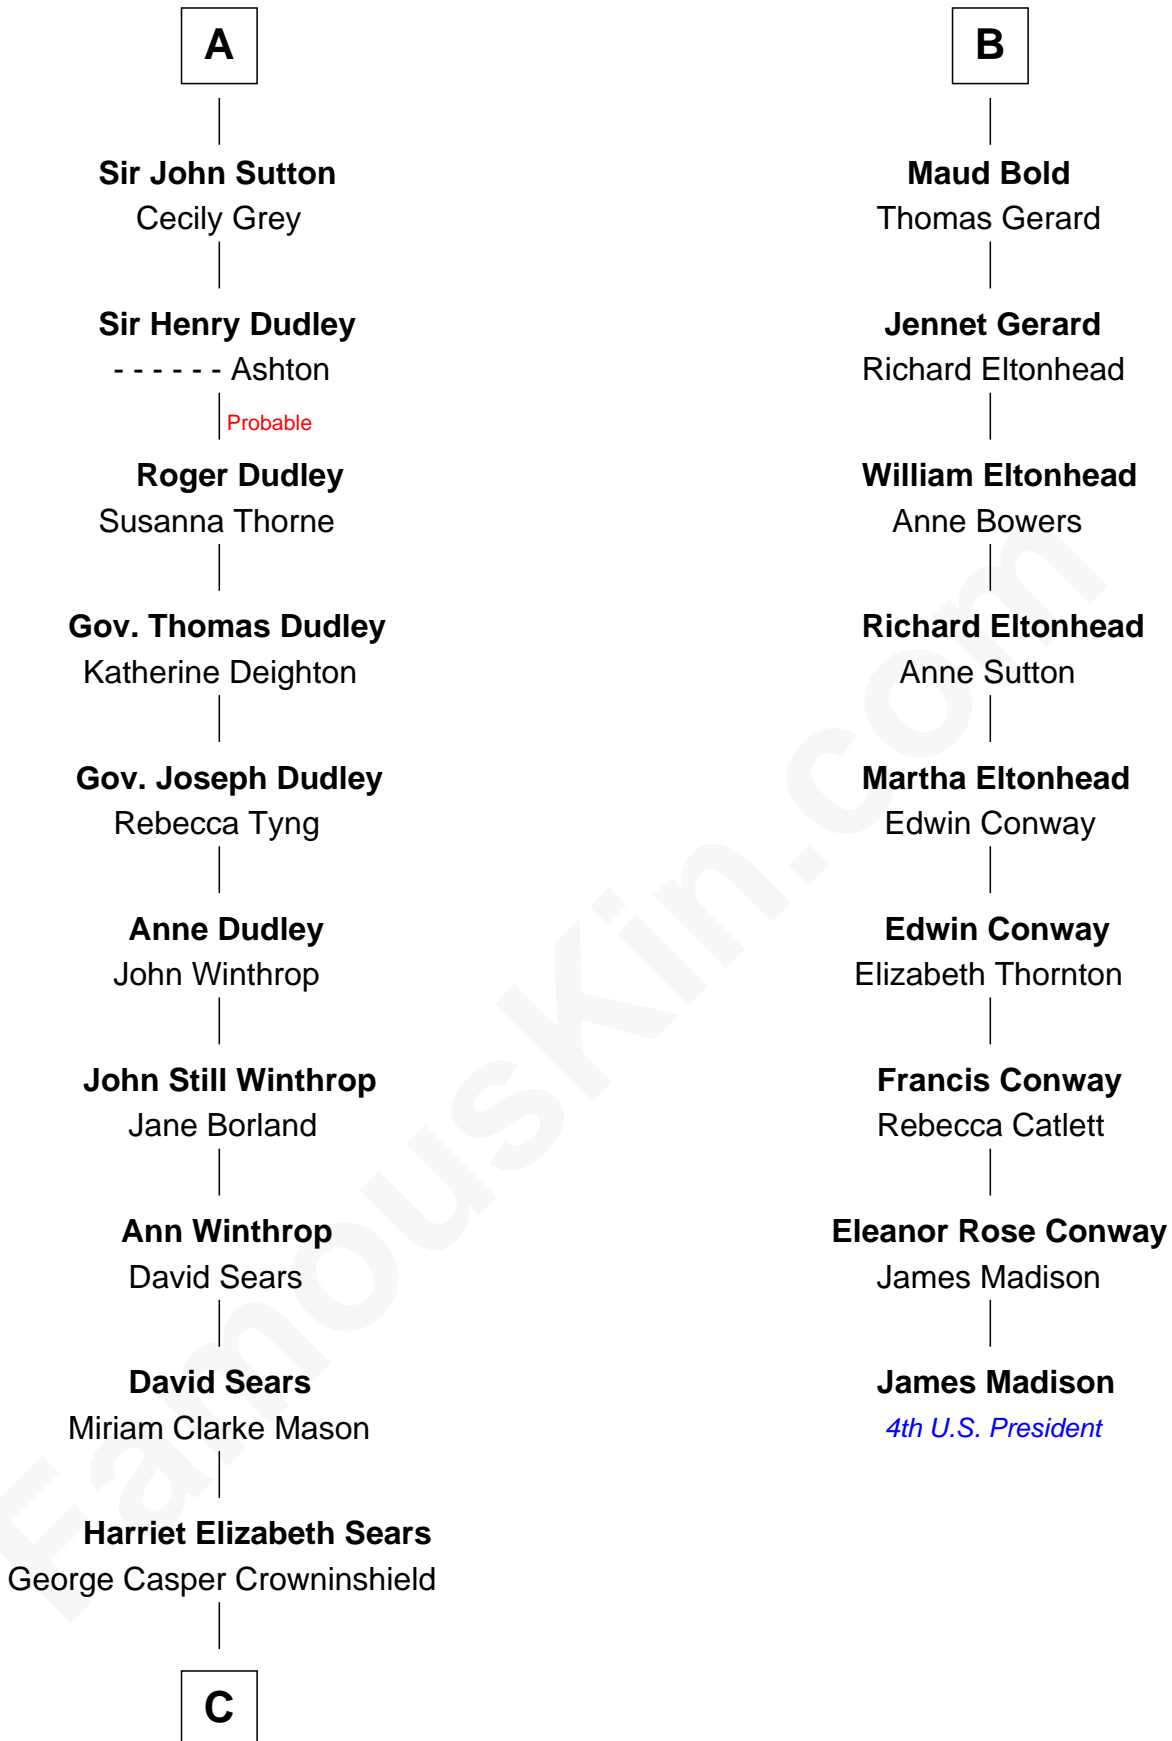 A
Sir John Sutton
Cecily Grey
Sir Henry Dudley
- - - - - - Ashton
Probable
Roger Dudley
Susanna Thorne
Gov. Thomas Dudley
Katherine Deighton
Gov. Joseph Dudley
Rebecca Tyng
Anne Dudley
John Winthrop
John Still Winthrop
Jane Borland
Ann Winthrop
David Sears
David Sears
Miriam Clarke Mason
Harriet Elizabeth Sears
George Casper Crowninshield
C
B
Maud Bold
Thomas Gerard
Jennet Gerard
Richard Eltonhead
William Eltonhead
Anne Bowers
Richard Eltonhead
Anne Sutton
Martha Eltonhead
Edwin Conway
Edwin Conway
Elizabeth Thornton
Francis Conway
Rebecca Catlett
Eleanor Rose Conway
James Madison
James Madison
4th U.S. President
FamousKin.com